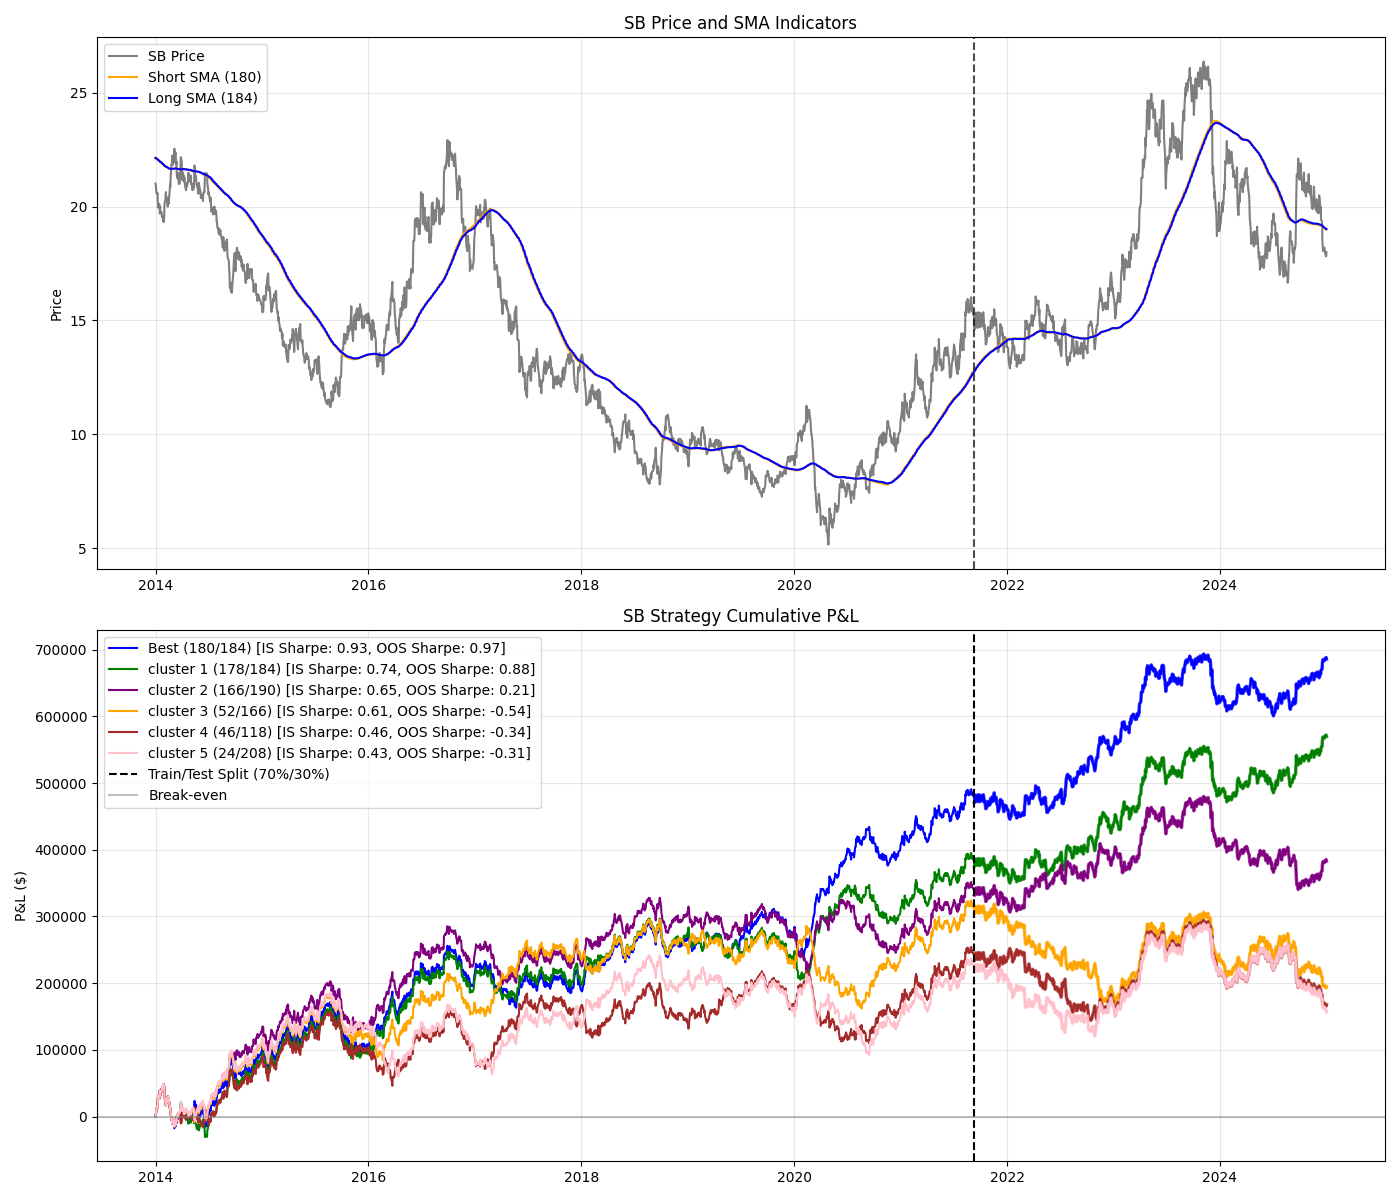 SB Price and SMA Indicators
SB Price
Short SMA (180)
Long SMA (184)
Price
25
20
15
10
5
2014 2016 2018 2020 2022 2024
SB Strategy Cumulative P&L
Best (180/184) [IS Sharpe: 0.93, OOS Sharpe: 0.97]
cluster 1 (178/184) [IS Sharpe: 0.74, OOS Sharpe: 0.88]
cluster 2 (166/190) [IS Sharpe: 0.65, OOS Sharpe: 0.21]
cluster 3 (52/166) [IS Sharpe: 0.61, OOS Sharpe: -0.54]
cluster 4 (46/118) [IS Sharpe: 0.46, OOS Sharpe: -0.34]
cluster 5 (24/208) [IS Sharpe: 0.43, OOS Sharpe: -0.31]
Train/Test Split (70%/30%)
Break-even
P&L ($)
700000
600000
500000
400000
300000
200000
100000
0
2014 2016 2018 2020 2022 2024